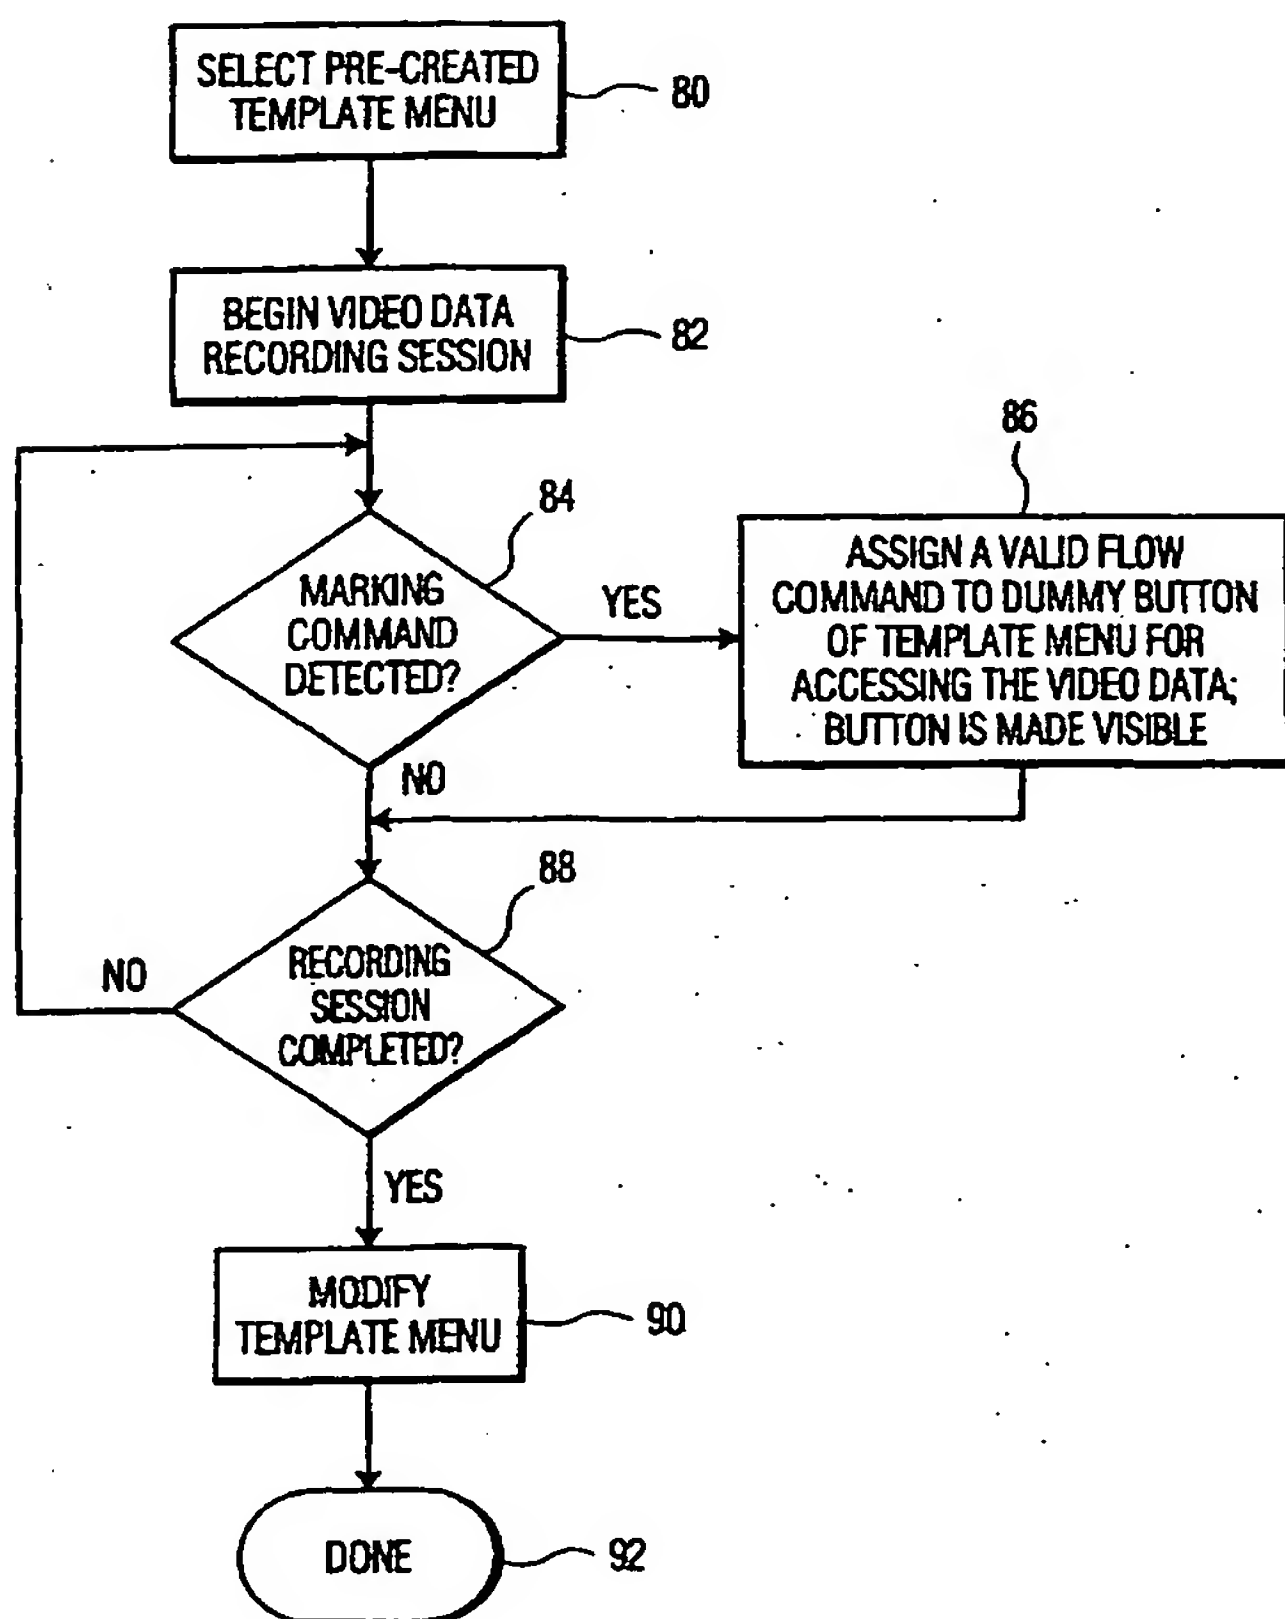 SELECT PRE-CREATED
TEMPLATE MENU
80
BEGIN VIDEO DATA
RECORDING SESSION
82
84
MARKING
COMMAND
DETECTED?
YES
86
ASSIGN A VALID FLOW
COMMAND TO DUMMY BUTTON
OF TEMPLATE MENU FOR
ACCESSING THE VIDEO DATA;
BUTTON IS MADE VISIBLE
NO
88
RECORDING
SESSION
COMPLETED?
NO
YES
MODIFY
TEMPLATE MENU
90
DONE
92